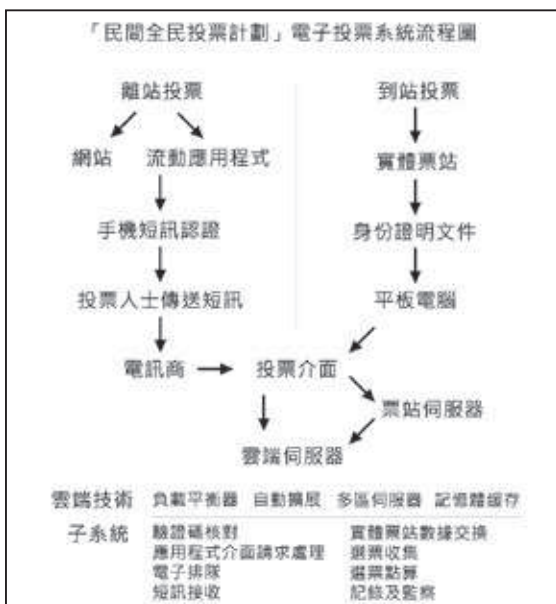 「民間全民投票計劃」電子投票系統流程圖
離站投票
網站 流動應用程式
手機短訊認證
投票人士傳送短訊
電訊商
到站投票
實體票站
身份證明文件
平板電腦
投票介面
票站伺服器
雲端伺服器
雲端技術 負載平衡器 自動擴展 多區伺服器 記憶體緩存
子系統 驗證碼核對 實體票站數據交換
應用程式介面請求處理 選票收集
電子排隊 選票點算
短訊接收 記錄及監察